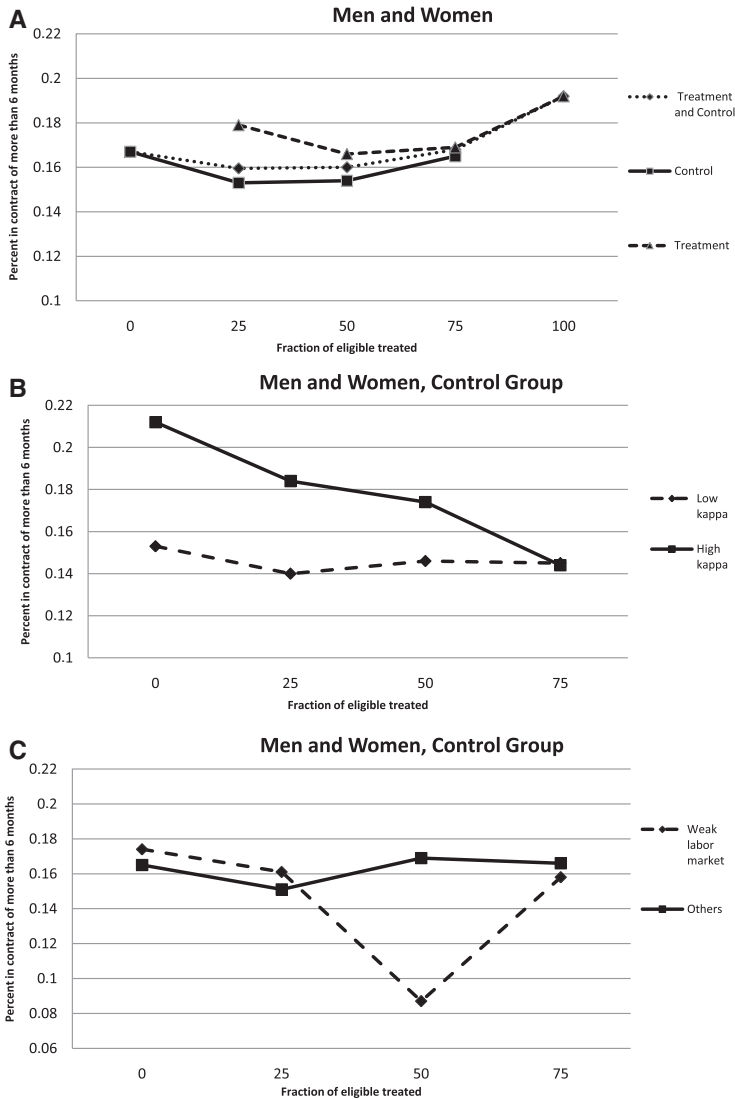 A
Men and Women
Percent in contract of more than 6 months
0.22
0.2
0.18
0.16
0.14
0.12
0.1
0 25 50 75 100
Fraction of eligible treated
Treatment
and Control
Control
Treatment
B
Men and Women, Control Group
Percent in contract of more than 6 months
0.22
0.2
0.18
0.16
0.14
0.12
0.1
0 25 50 75
Fraction of eligible treated
Low
kappa
High
kappa
C
Men and Women, Control Group
Percent in contract of more than 6 months
0.22
0.2
0.18
0.16
0.14
0.12
0.1
0.08
0.06
0 25 50 75
Fraction of eligible treated
Weak
labor
market
Others